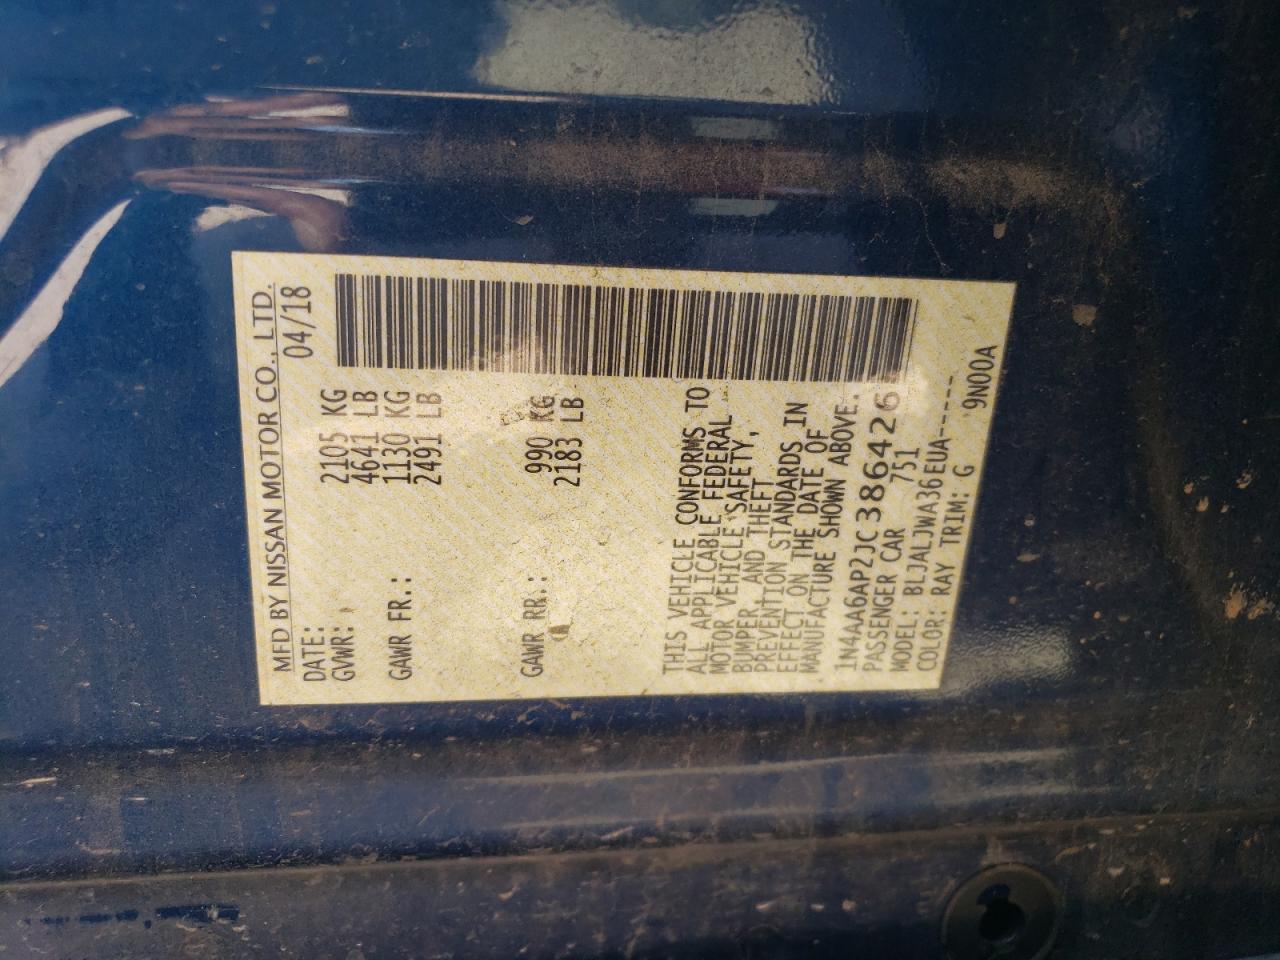 MFD BY NISSAN MOTOR CO., LTD.
DATE: 04/18
GVWR: 2105 KG
4641 LB
GAWR FR.: 1130 KG
2491 LB
GAWR RR.: 990 KG
2183 LB
THIS VEHICLE CONFORMS TO
ALL APPLICABLE FEDERAL
MOTOR VEHICLE SAFETY,
BUMPER, AND THEFT
PREVENTION STANDARDS IN
EFFECT ON THE DATE OF
MANUFACTURE SHOWN ABOVE.
1N4AA6AP2JC386426
PASSENGER CAR 751
MODEL: BLJALJWA36EUA-----
COLOR: RAY TRIM: G 9N00A